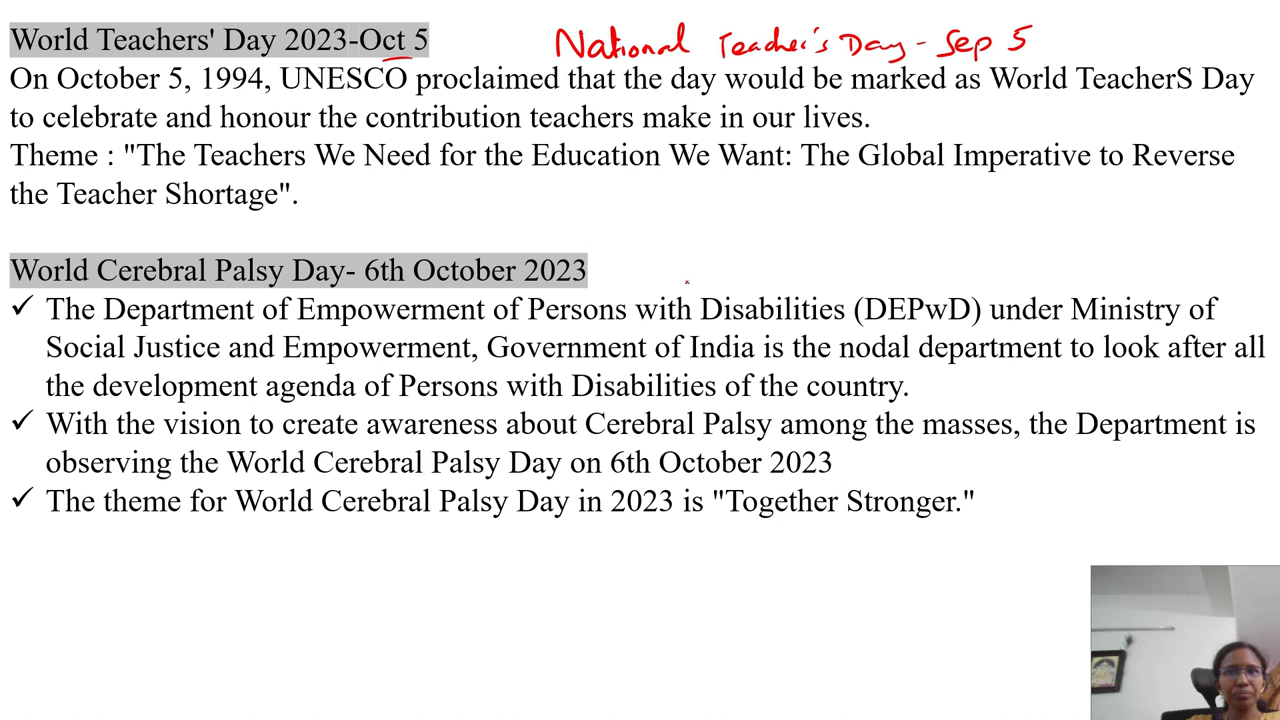 World Teachers' Day 2023-Oct 5
National Teacher's Day - Sep 5
On October 5, 1994, UNESCO proclaimed that the day would be marked as World TeacherS Day
to celebrate and honour the contribution teachers make in our lives.
Theme : "The Teachers We Need for the Education We Want: The Global Imperative to Reverse
the Teacher Shortage".
World Cerebral Palsy Day- 6th October 2023
✓ The Department of Empowerment of Persons with Disabilities (DEPwD) under Ministry of
Social Justice and Empowerment, Government of India is the nodal department to look after all
the development agenda of Persons with Disabilities of the country.
✓ With the vision to create awareness about Cerebral Palsy among the masses, the Department is
observing the World Cerebral Palsy Day on 6th October 2023
✓ The theme for World Cerebral Palsy Day in 2023 is "Together Stronger."